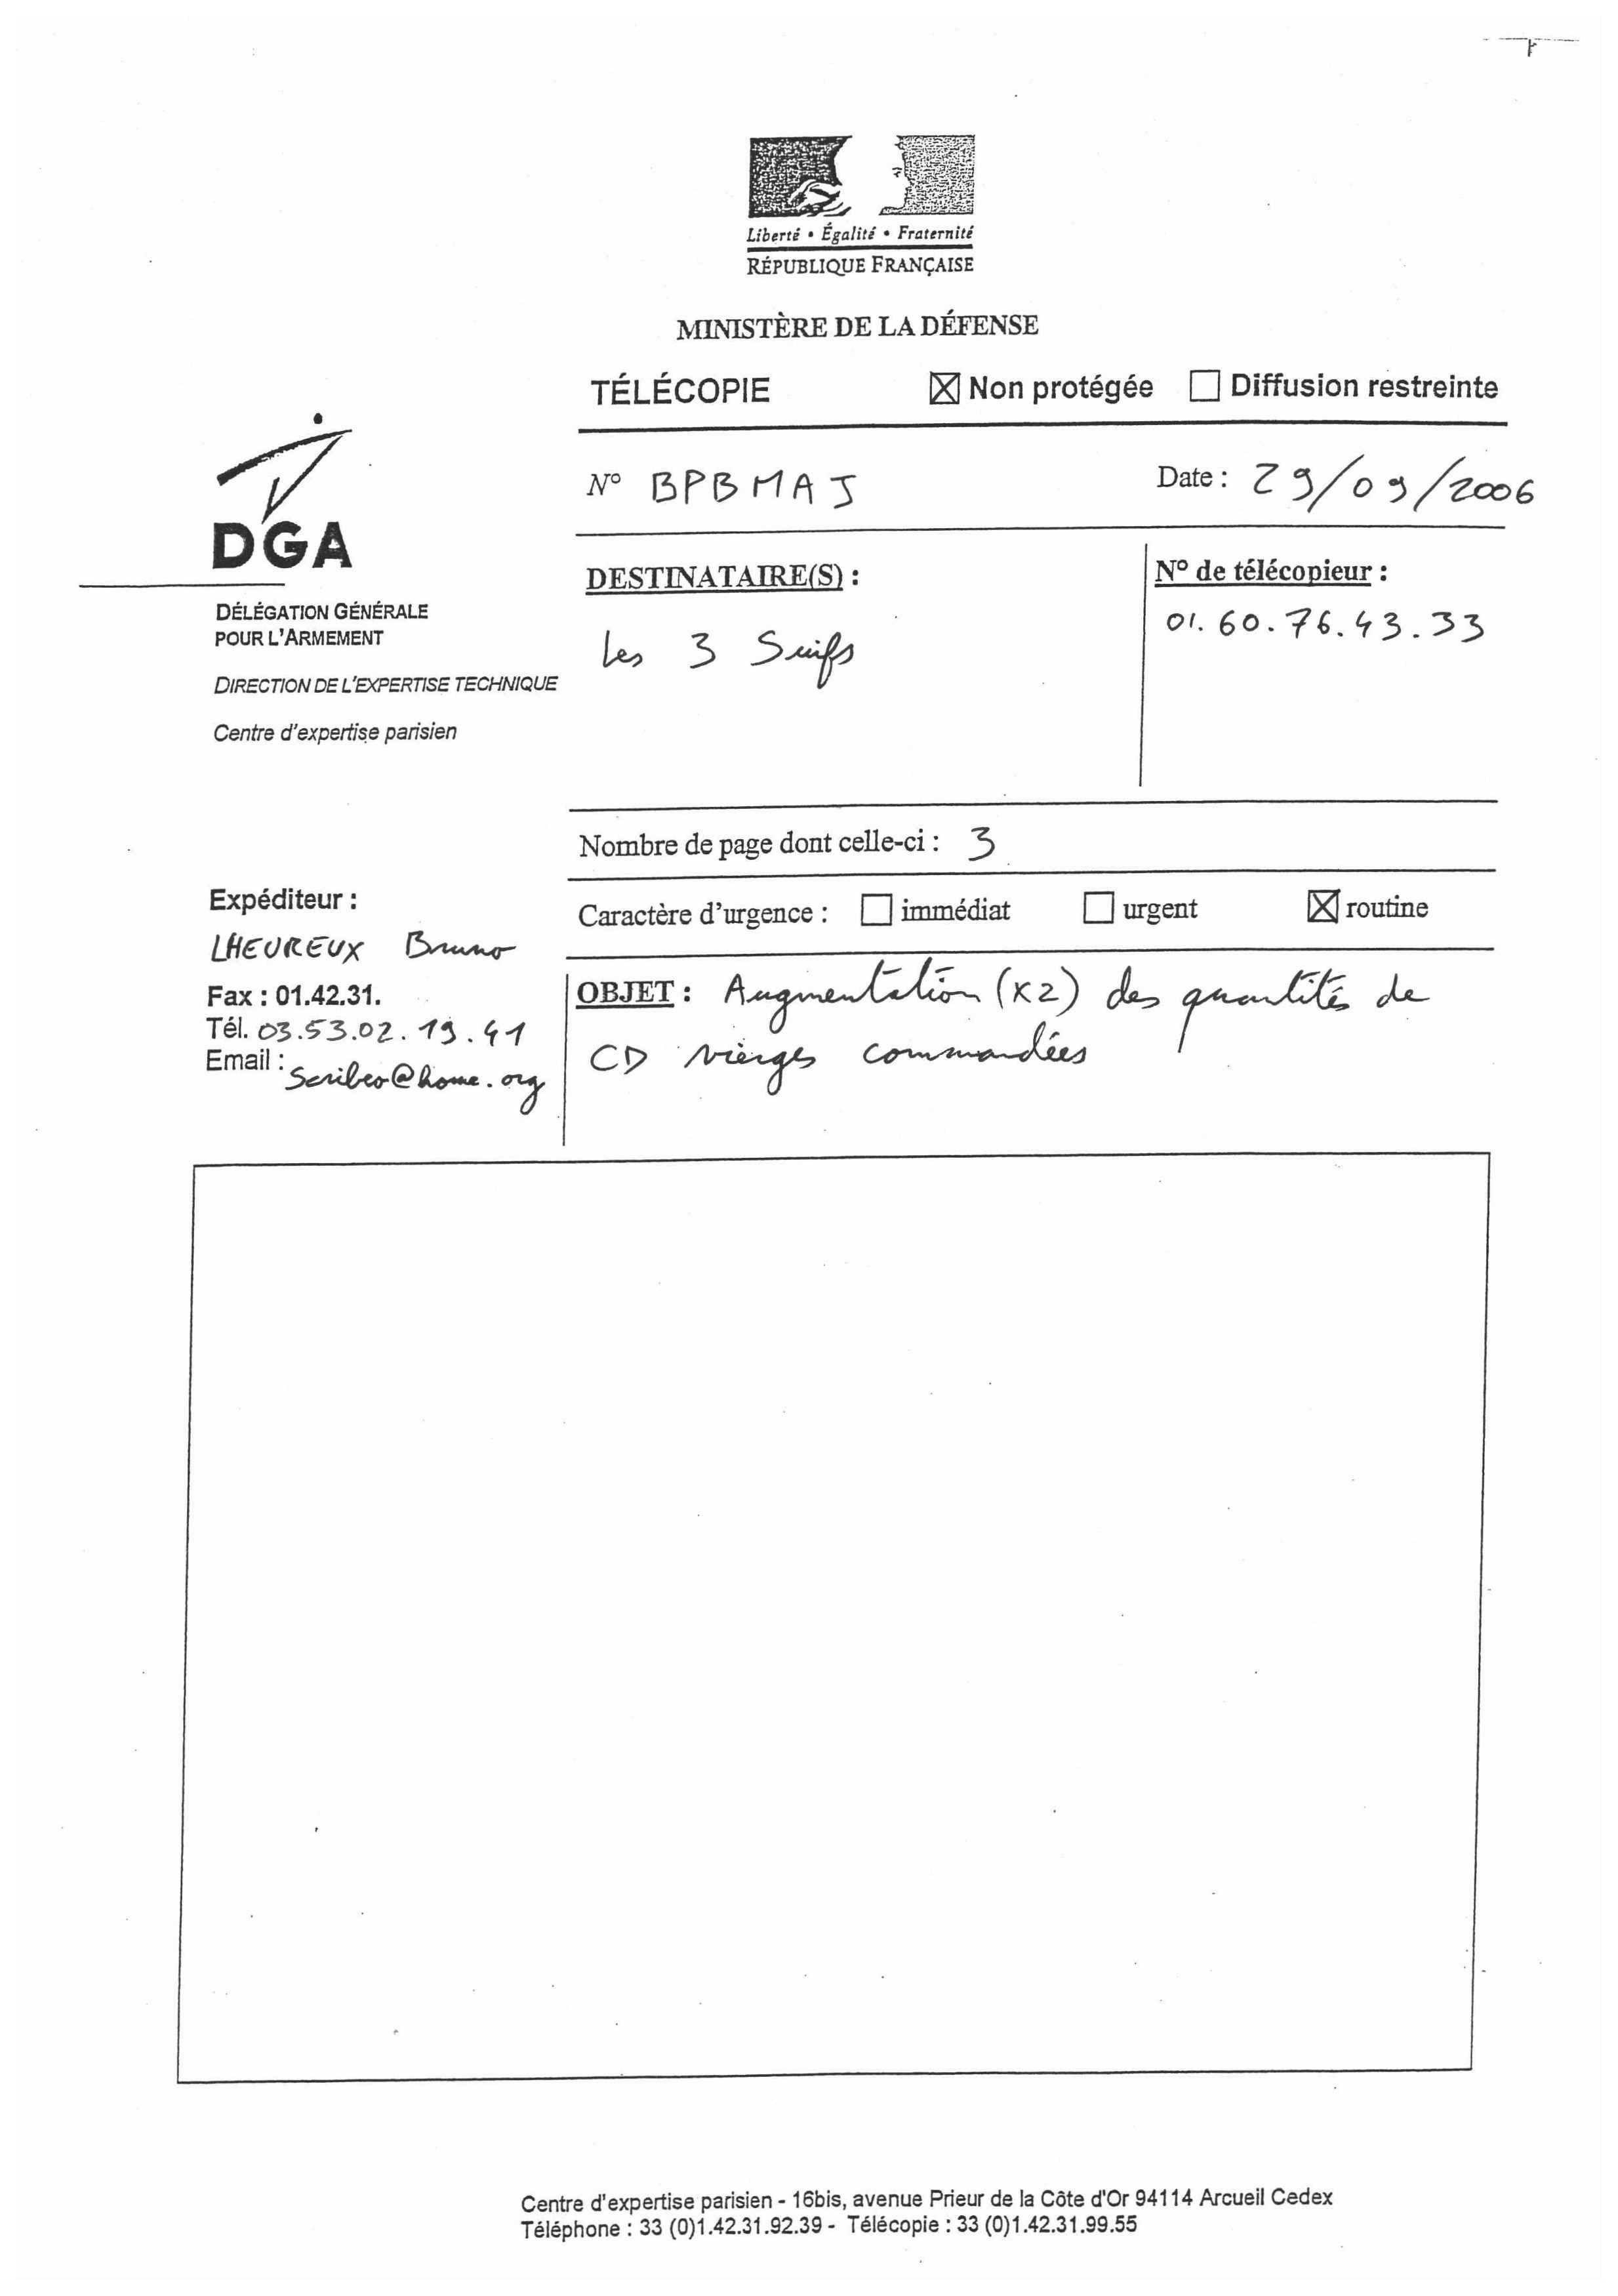 Liberté • Égalité • Fraternité
RÉPUBLIQUE FRANÇAISE
MINISTÈRE DE LA DÉFENSE
TÉLÉCOPIE ☒ Non protégée ☐ Diffusion restreinte
N° BPBMAJ Date : 29/09/2006
DGA
DÉLÉGATION GÉNÉRALE
POUR L'ARMEMENT
DIRECTION DE L'EXPERTISE TECHNIQUE
Centre d'expertise parisien
DESTINATAIRE(S) :
Les 3 Suifs
N° de télécopieur :
01.60.76.43.33
Nombre de page dont celle-ci : 3
Caractère d'urgence : ☐ immédiat ☐ urgent ☒ routine
Expéditeur :
LHEUREUX Bruno
Fax : 01.42.31.
Tél. 03.53.02.19.41
Email : Scribeo@home.org
OBJET : Augmentation (x2) des quantités de
CD vierges commandées
Centre d'expertise parisien - 16bis, avenue Prieur de la Côte d'Or 94114 Arcueil Cedex
Téléphone : 33 (0)1.42.31.92.39 - Télécopie : 33 (0)1.42.31.99.55